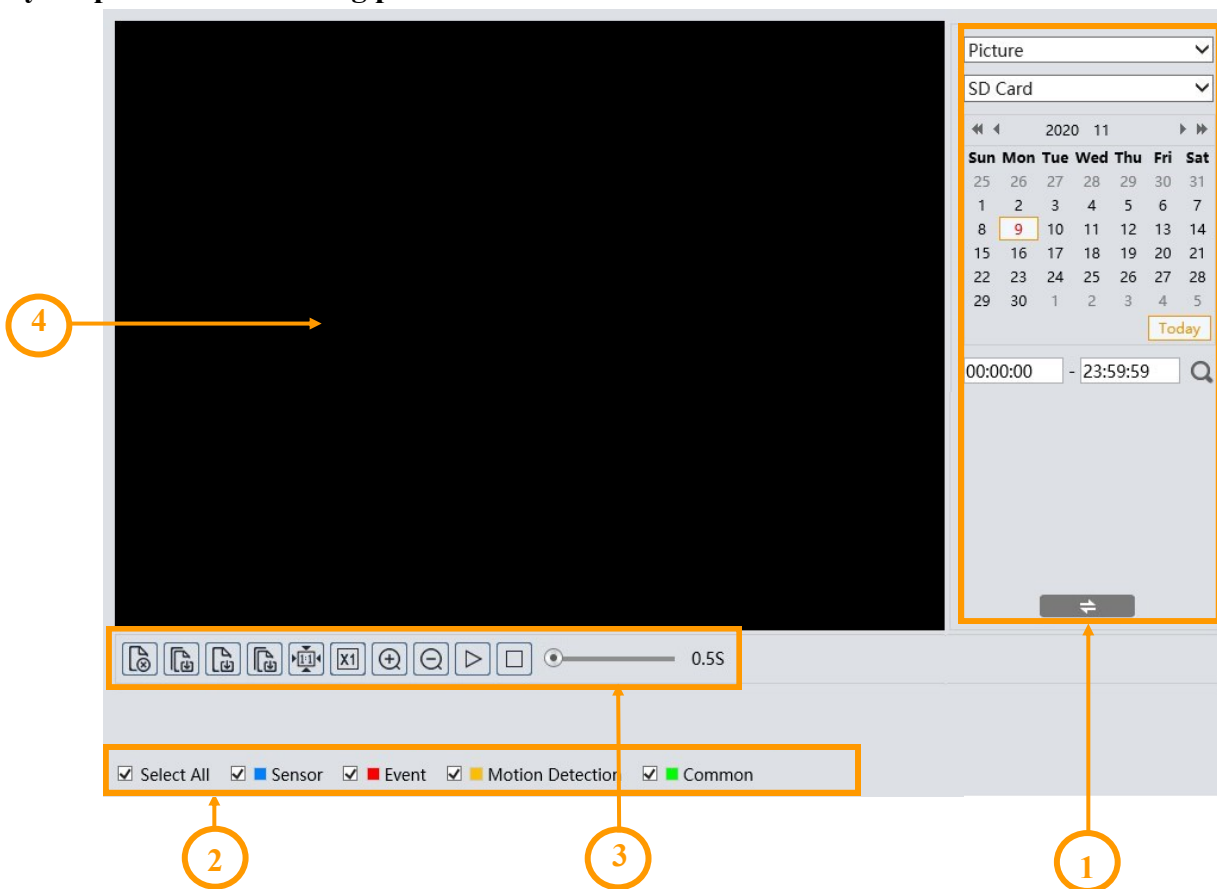 Picture
SD Card
2020 11
Sun Mon Tue Wed Thu Fri Sat
25 26 27 28 29 30 31
1 2 3 4 5 6 7
8 9 10 11 12 13 14
15 16 17 18 19 20 21
22 23 24 25 26 27 28
29 30 1 2 3 4 5
Today
00:00:00 - 23:59:59
4
1:1 X1 0.5S
Select All Sensor Event Motion Detection Common
2 3 1